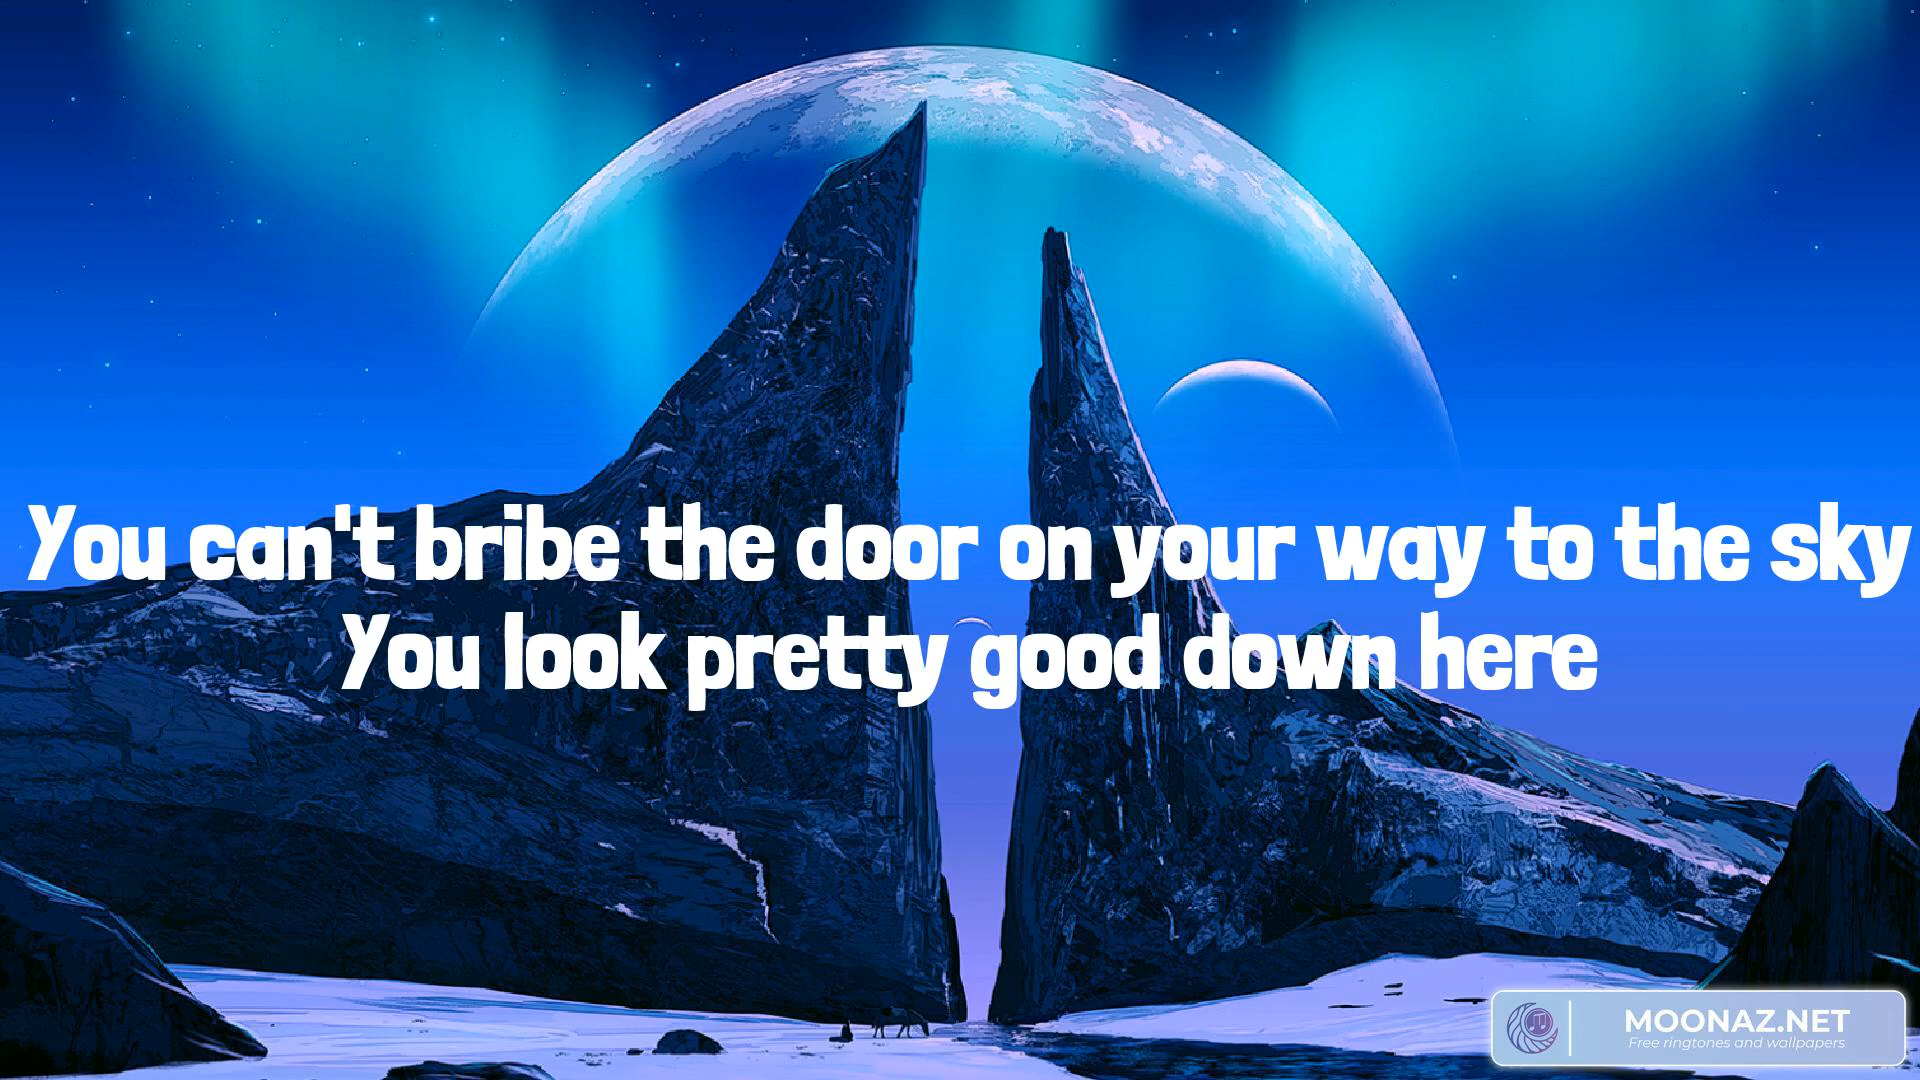 You can't bribe the door on your way to the sky
You look pretty good down here
MOONAZ.NET
Free ringtones and wallpapers